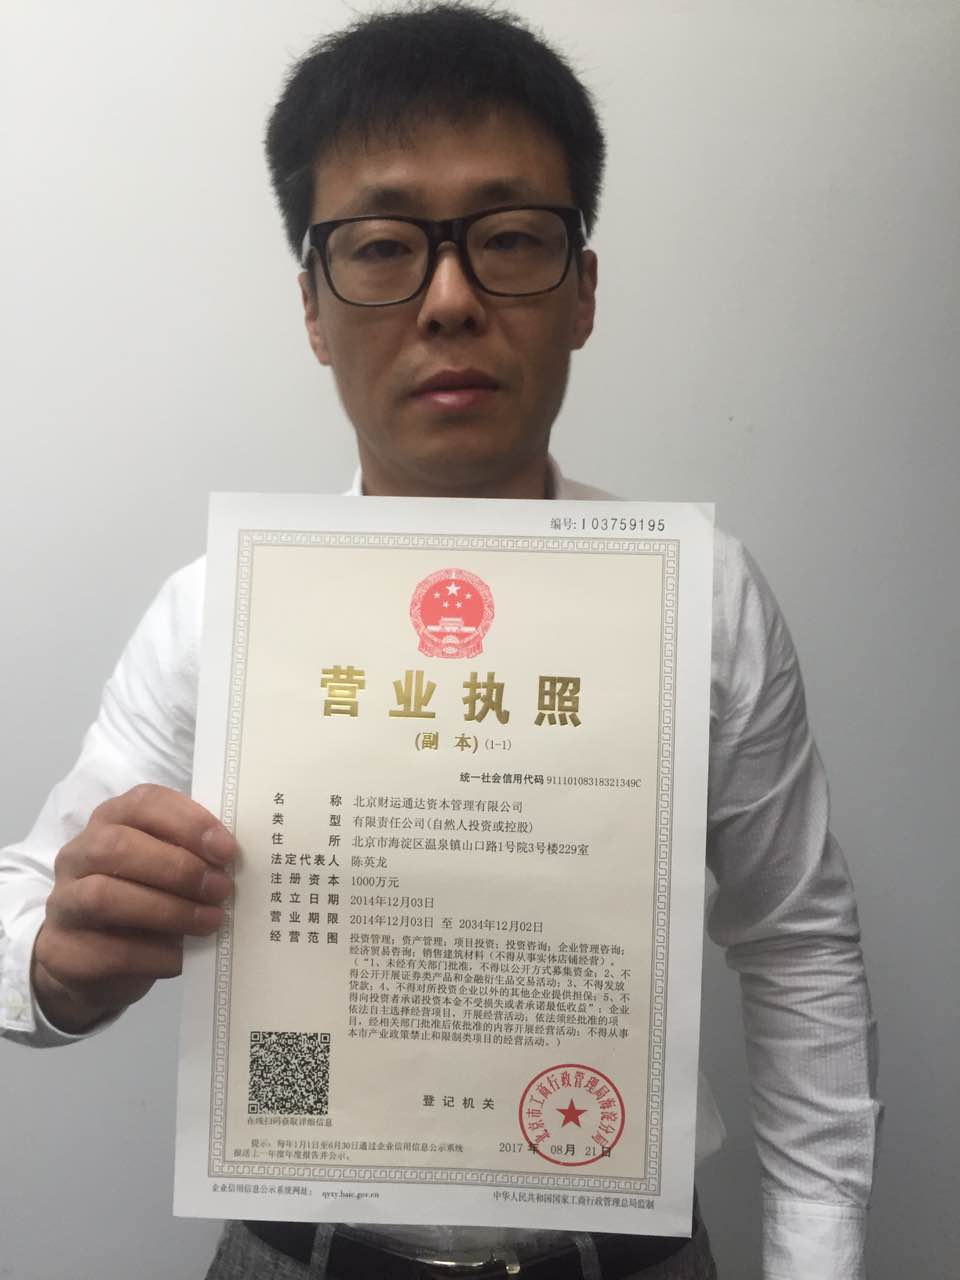 编号:I03759195
营业执照
(副 本)(1-1)
统一社会信用代码 91110108318321349C
名 称 北京财运通达资本管理有限公司
类 型 有限责任公司(自然人投资或控股)
住 所 北京市海淀区温泉镇山口路1号院3号楼229室
法定代表人 陈英龙
注册资本 1000万元
成立日期 2014年12月03日
营业期限 2014年12月03日 至 2034年12月02日
经营范围 投资管理；资产管理；项目投资；投资咨询；企业管理咨询；
经济贸易咨询；销售建筑材料（不得从事实体店铺经营）。
（“1、未经有关部门批准，不得以公开方式募集资金；2、不
得公开开展证券类产品和金融衍生品交易活动；3、不得发放
贷款；4、不得对所投资企业以外的其他企业提供担保；5、不
得向投资者承诺投资本金不受损失或者承诺最低收益”；企业
依法自主选择经营项目，开展经营活动；依法须经批准的项
目，经相关部门批准后依批准的内容开展经营活动；不得从事
本市产业政策禁止和限制类项目的经营活动。）
在线扫码获取详细信息
登记机关
北京市工商行政管理局海淀分局
2017年 08月 21日
提示：每年1月1日至6月30日通过企业信用信息公示系统
报送上一年度年度报告并公示。
企业信用信息公示系统网址： qyxy.baic.gov.cn
中华人民共和国国家工商行政管理总局监制